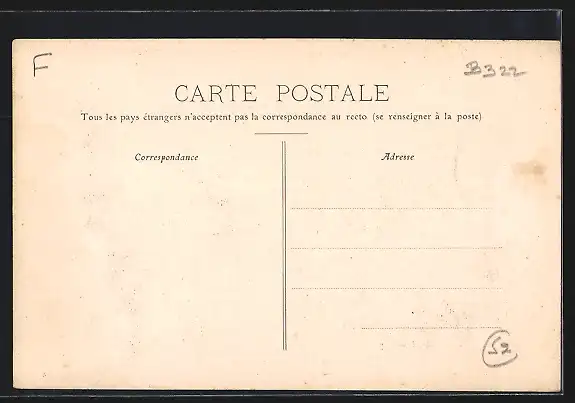 F
B322
CARTE POSTALE
Tous les pays étrangers n'acceptent pas la correspondance au recto (se renseigner à la poste)
Correspondance
Adresse
52